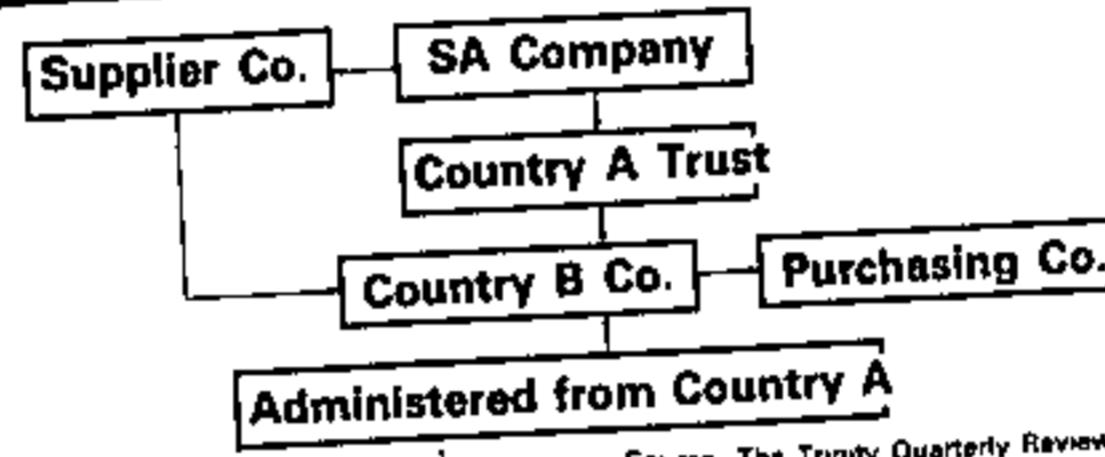 Supplier Co.
SA Company
Country A Trust
Country B Co.
Purchasing Co.
Administered from Country A
Source The Trinity Quarterly Review